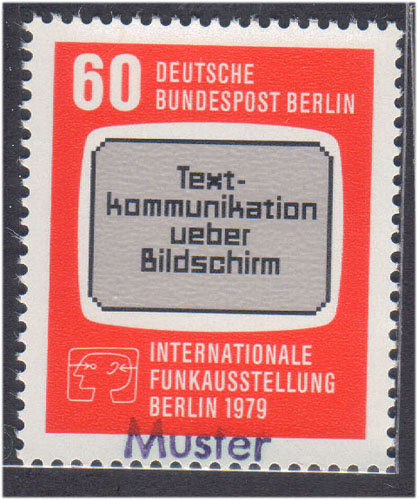 60
DEUTSCHE
BUNDESPOST BERLIN
Text-
kommunikation
ueber
Bildschirm
INTERNATIONALE
FUNKAUSSTELLUNG
BERLIN 1979
Muster